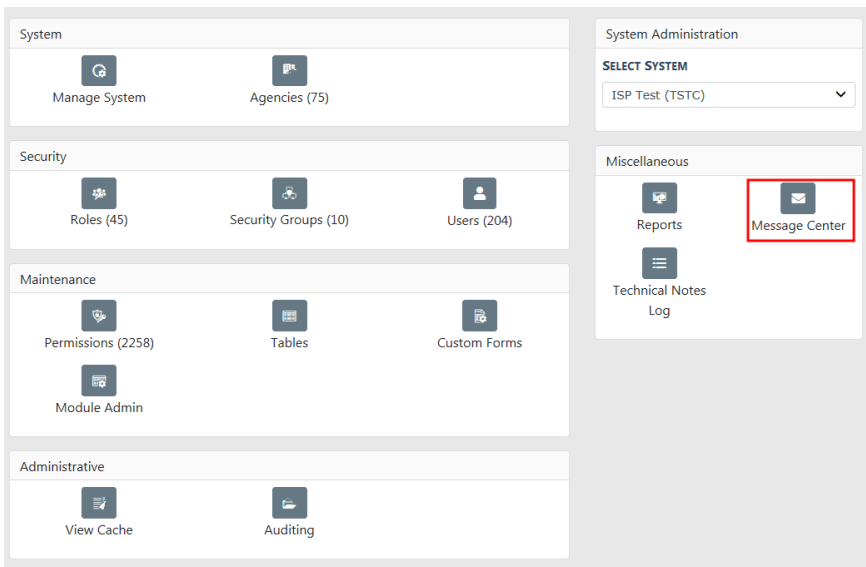 System
Manage System
Agencies (75)
Security
Roles (45)
Security Groups (10)
Users (204)
Maintenance
Permissions (2258)
Tables
Custom Forms
Module Admin
Administrative
View Cache
Auditing
System Administration
SELECT SYSTEM
ISP Test (TSTC)
Miscellaneous
Reports
Message Center
Technical Notes
Log